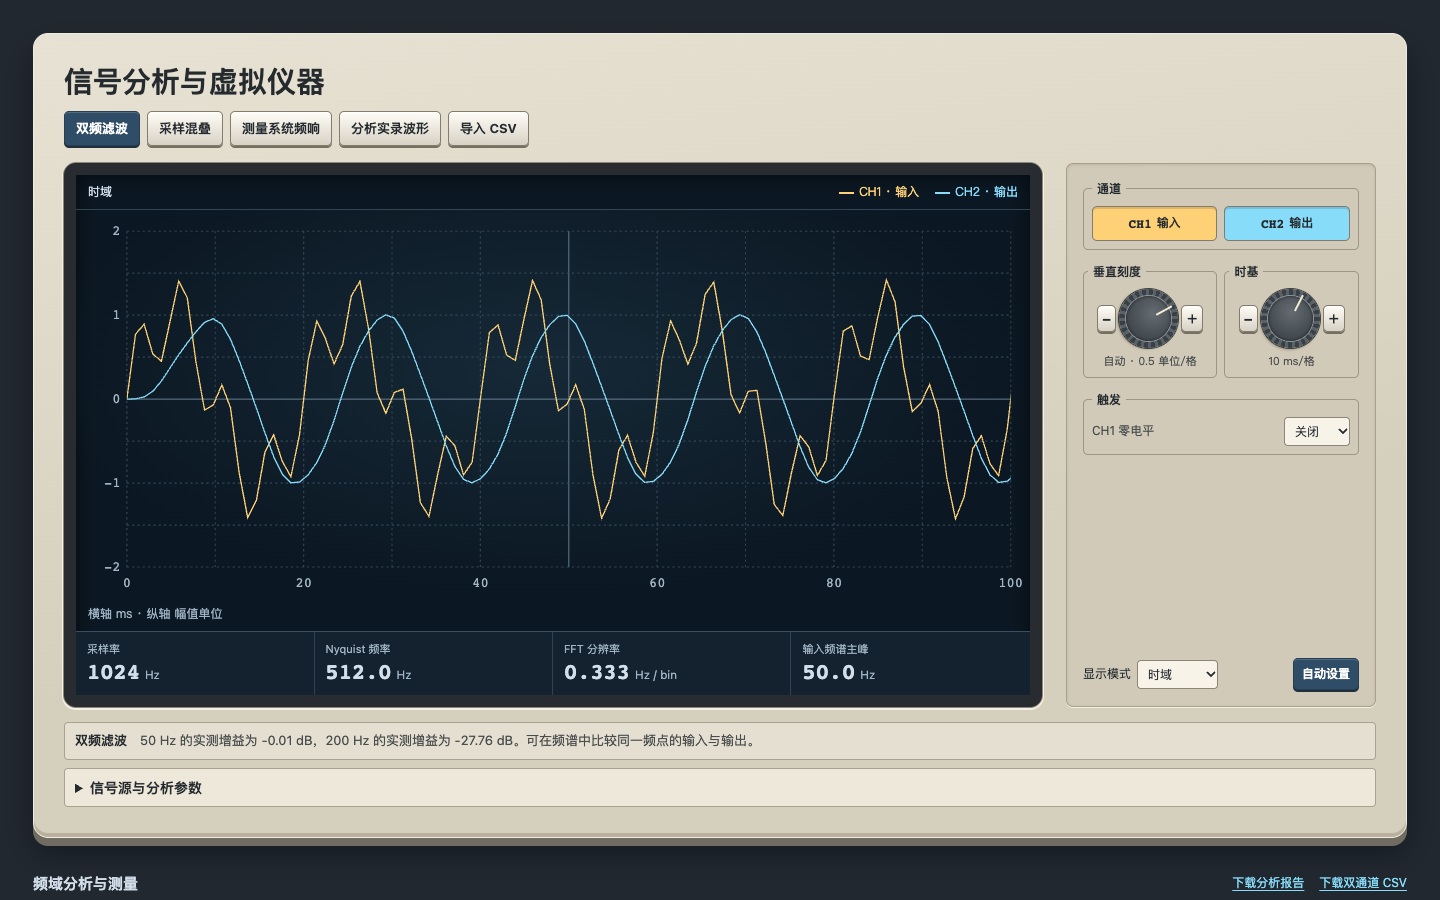 信号分析与虚拟仪器
双频滤波 采样混叠 测量系统频响 分析实录波形 导入 CSV
时域 CH1 · 输入 CH2 · 输出
2
1
0
−1
−2
0 20 40 60 80 100
横轴 ms · 纵轴 幅值单位
采样率 Nyquist 频率 FFT 分辨率 输入频谱主峰
1024 Hz 512.0 Hz 0.333 Hz / bin 50.0 Hz
通道
CH1 输入 CH2 输出
垂直刻度 时基
− + − +
自动 · 0.5 单位/格 10 ms/格
触发
CH1 零电平 关闭
显示模式 时域 自动设置
双频滤波 50 Hz 的实测增益为 -0.01 dB，200 Hz 的实测增益为 -27.76 dB。可在频谱中比较同一频点的输入与输出。
信号源与分析参数
频域分析与测量 下载分析报告 下载双通道 CSV